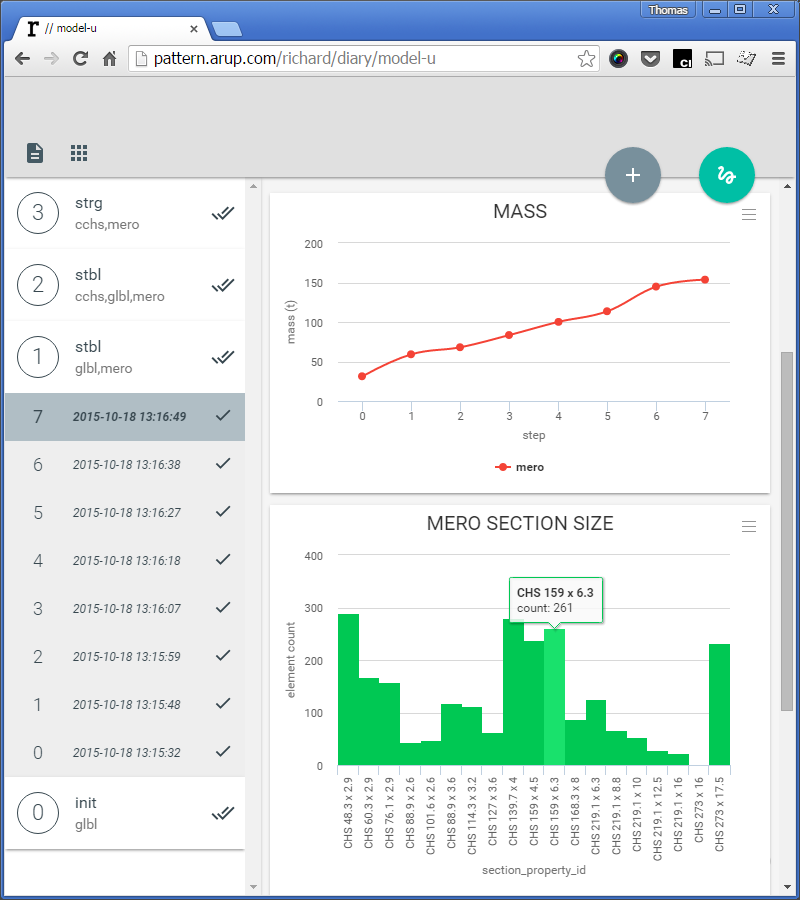 Thomas
// model-u
pattern.arup.com/richard/diary/model-u
3
strg
cchs,mero
2
stbl
cchs,glbl,mero
1
stbl
glbl,mero
7 2015-10-18 13:16:49
6 2015-10-18 13:16:38
5 2015-10-18 13:16:27
4 2015-10-18 13:16:18
3 2015-10-18 13:16:07
2 2015-10-18 13:15:59
1 2015-10-18 13:15:48
0 2015-10-18 13:15:32
0
init
glbl
MASS
mass (t)
200
150
100
50
0
0 1 2 3 4 5 6 7
step
mero
MERO SECTION SIZE
element count
400
300
200
100
0
CHS 159 x 6.3
count: 261
CHS 48.3 x 2.9
CHS 60.3 x 2.9
CHS 76.1 x 2.9
CHS 88.9 x 2.6
CHS 101.6 x 2.6
CHS 88.9 x 3.6
CHS 114.3 x 3.2
CHS 127 x 3.6
CHS 139.7 x 4
CHS 159 x 4.5
CHS 159 x 6.3
CHS 168.3 x 8
CHS 219.1 x 6.3
CHS 219.1 x 8.8
CHS 219.1 x 10
CHS 219.1 x 12.5
CHS 219.1 x 16
CHS 273 x 16
CHS 273 x 17.5
section_property_id